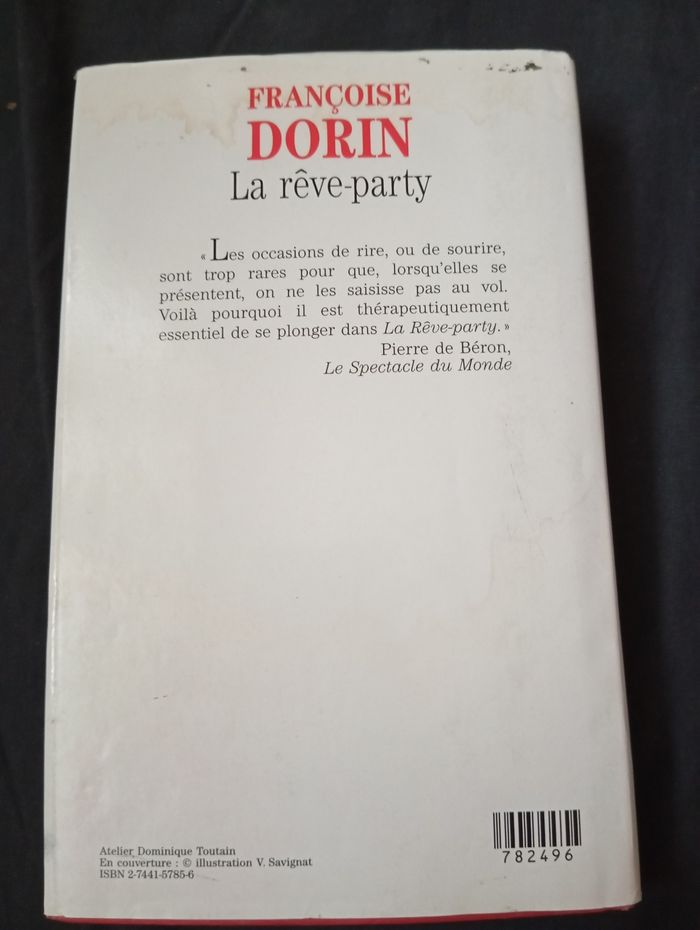 FRANÇOISE
DORIN
La rêve-party
« Les occasions de rire, ou de sourire,
sont trop rares pour que, lorsqu'elles se
présentent, on ne les saisisse pas au vol.
Voilà pourquoi il est thérapeutiquement
essentiel de se plonger dans La Rêve-party. »
Pierre de Béron,
Le Spectacle du Monde
Atelier Dominique Toutain
En couverture : © illustration V. Savignat
ISBN 2-7441-5785-6
782496